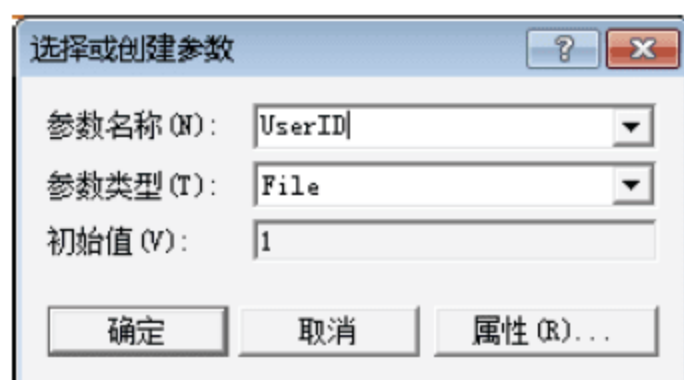 选择或创建参数
参数名称(N): UserID
参数类型(T): File
初始值(V): 1
确定 取消 属性(R)...